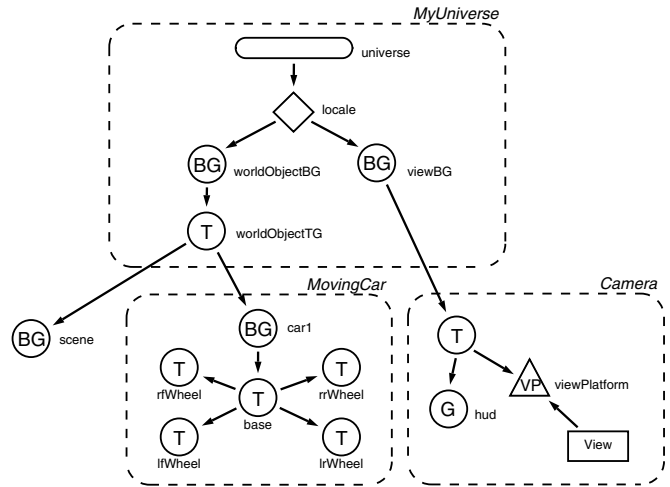 MyUniverse
universe
locale
BG worldObjectBG
BG viewBG
T worldObjectTG
MovingCar
Camera
BG scene
BG car1
T
T rfWheel
T rrWheel
T base
VP viewPlatform
G hud
T lfWheel
T lrWheel
View